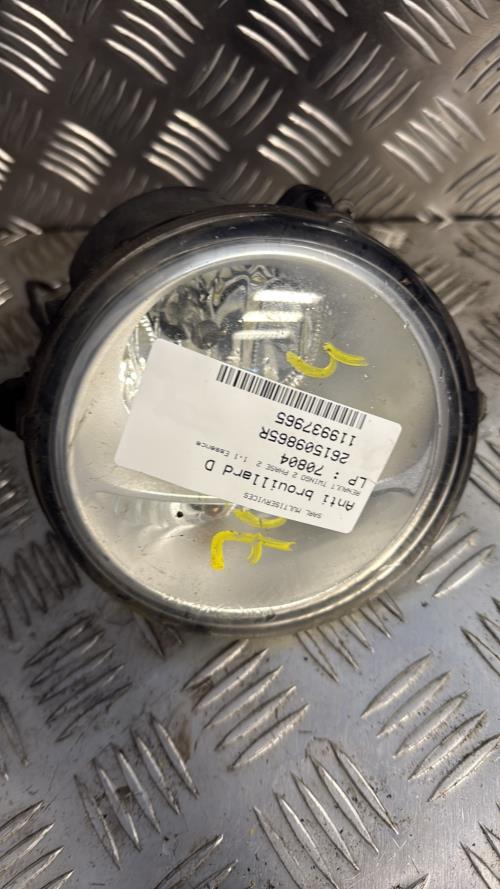 SARL MULTISERVICES
Anti brouillard D
RENAULT TWINGO 2 PHASE 2 1.1 Essence
LP : 70804
261509865R
119937965